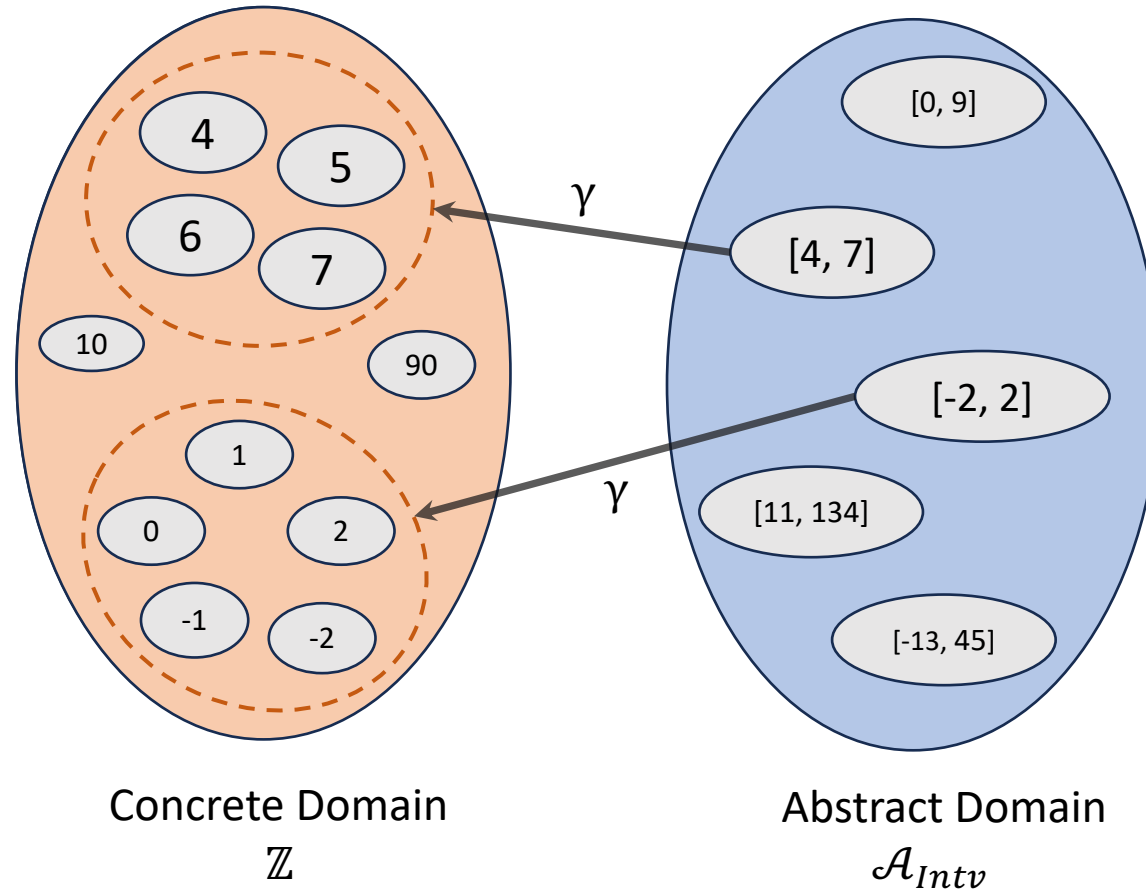 4
5
6
7
10
90
1
0
2
-1
-2
γ
γ
[0, 9]
[4, 7]
[-2, 2]
[11, 134]
[-13, 45]
Concrete Domain
ℤ
Abstract Domain
𝒜_Intv